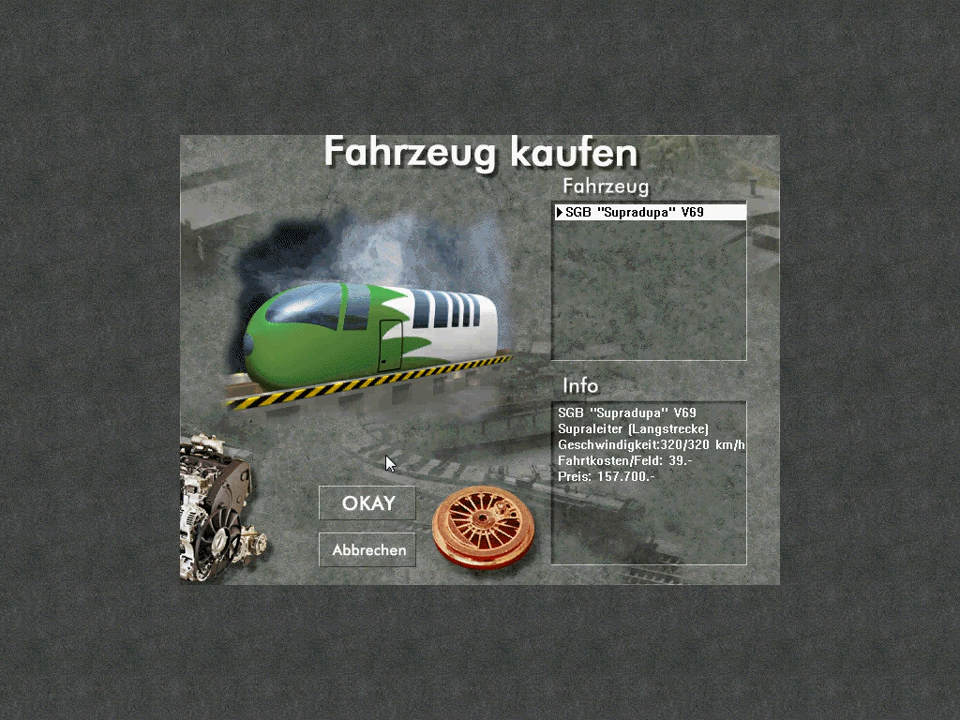 Fahrzeug kaufen
Fahrzeug
SGB "Supradupa" V69
Info
SGB "Supradupa" V69
Supraleiter (Langstrecke)
Geschwindigkeit:320/320 km/h
Fahrtkosten/Feld: 39.-
Preis: 157.700.-
OKAY
Abbrechen